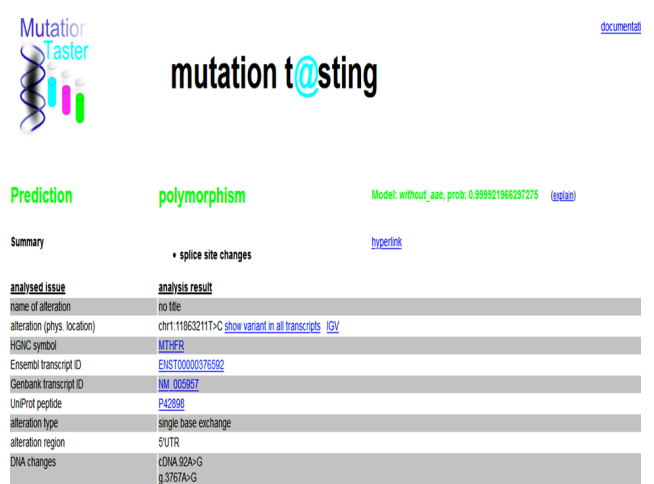 Mutation
Taster
documentati
mutation t@sting
Prediction polymorphism Model: without_aae, prob: 0.999921966297275 (explain)
Summary hyperlink
• splice site changes
analysed issue analysis result
name of alteration no title
alteration (phys. location) chr1:11863211T>C show variant in all transcripts IGV
HGNC symbol MTHFR
Ensembl transcript ID ENST00000376592
Genbank transcript ID NM_005957
UniProt peptide P42898
alteration type single base exchange
alteration region 5'UTR
DNA changes cDNA.92A>G
g.3767A>G